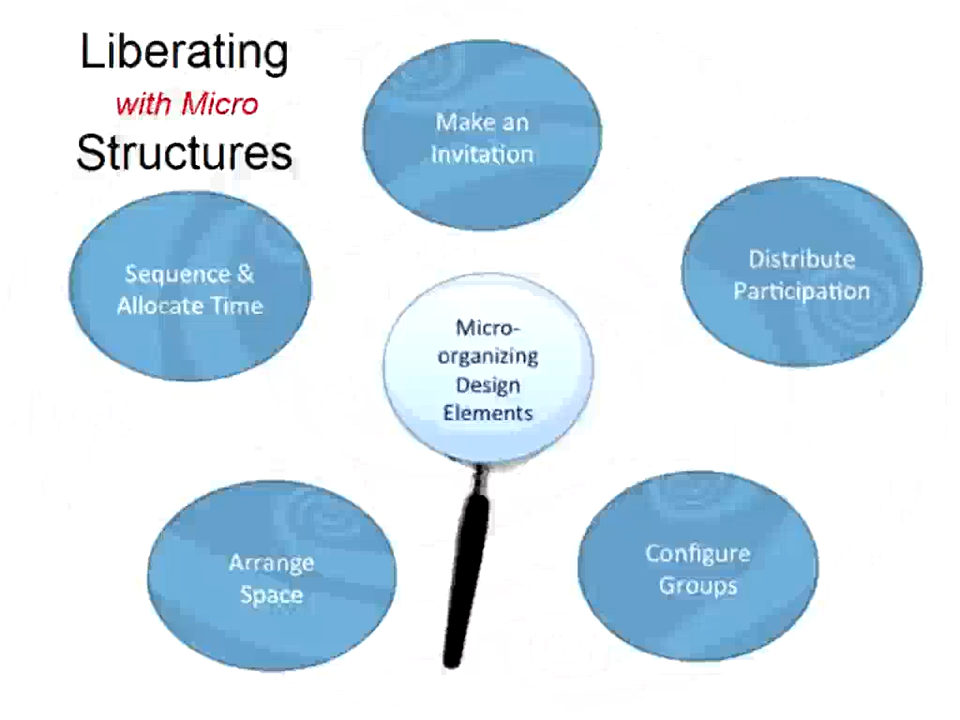 Liberating
with Micro
Structures
Make an
Invitation
Distribute
Participation
Sequence &
Allocate Time
Micro-
organizing
Design
Elements
Arrange
Space
Configure
Groups